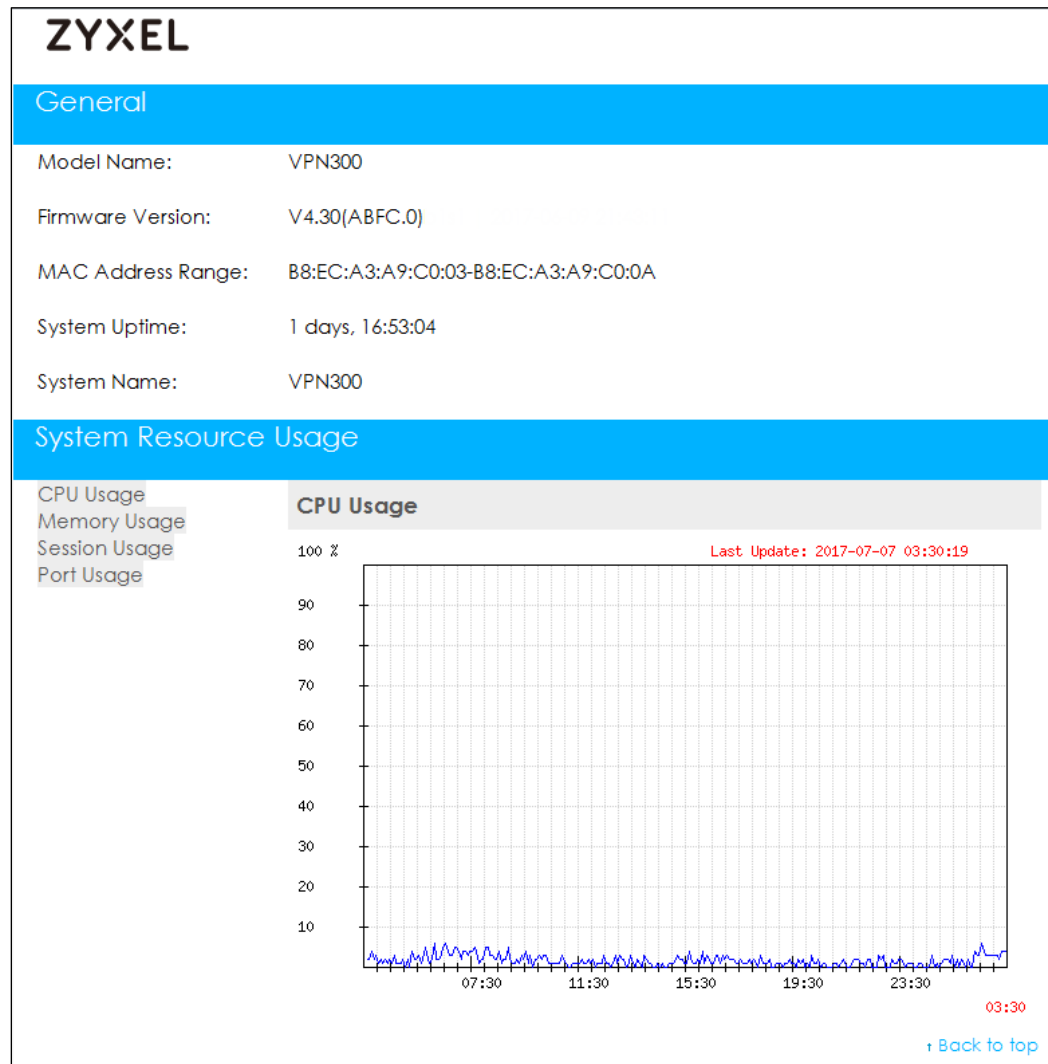 ZYXEL
General
Model Name: VPN300
Firmware Version: V4.30(ABFC.0)
MAC Address Range: B8:EC:A3:A9:C0:03-B8:EC:A3:A9:C0:0A
System Uptime: 1 days, 16:53:04
System Name: VPN300
System Resource Usage
CPU Usage
Memory Usage
Session Usage
Port Usage
CPU Usage
100 % Last Update: 2017-07-07 03:30:19
90
80
70
60
50
40
30
20
10
07:30 11:30 15:30 19:30 23:30
03:30
↑ Back to top